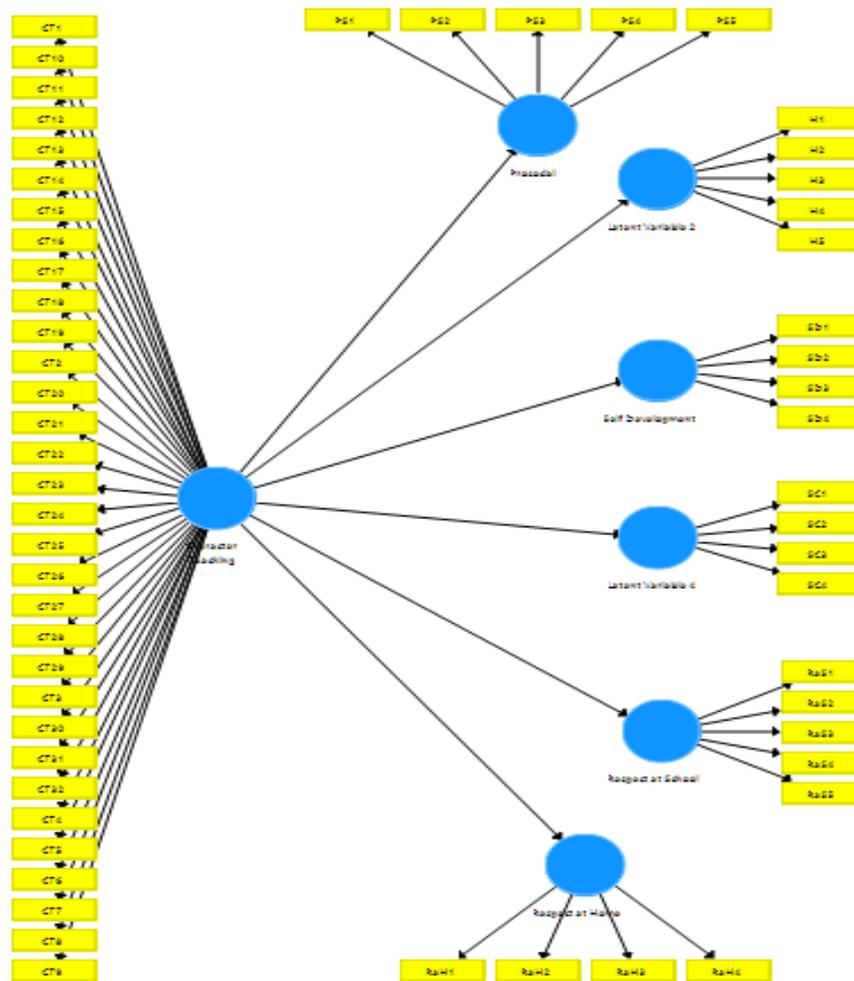 CT1
CT10
CT11
CT12
CT13
CT14
CT15
CT16
CT17
CT18
CT19
CT2
CT20
CT21
CT22
CT23
CT24
CT25
CT26
CT27
CT28
CT29
CT3
CT30
CT31
CT32
CT4
CT5
CT6
CT7
CT8
CT9
PS1
PS2
PS3
PS4
PS5
H1
H2
H3
H4
H5
Latent Variable 2
SD1
SD2
SD3
SD4
Self Development
SC1
SC2
SC3
SC4
Latent Variable 4
RaS1
RaS2
RaS3
RaS4
RaS5
Respect at School
Respect at Home
RaH1
RaH2
RaH3
RaH4